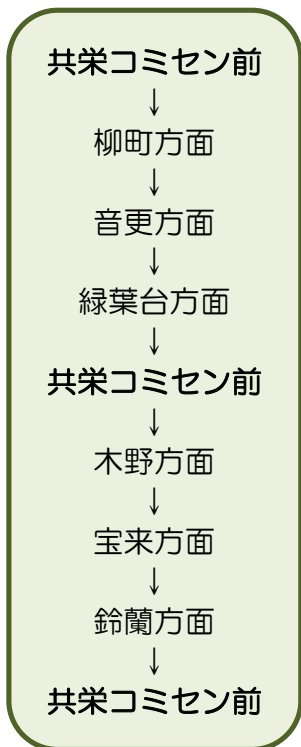 共栄コミセン前
↓
柳町方面
↓
音更方面
↓
緑葉台方面
↓
共栄コミセン前
↓
木野方面
↓
宝来方面
↓
鈴蘭方面
↓
共栄コミセン前